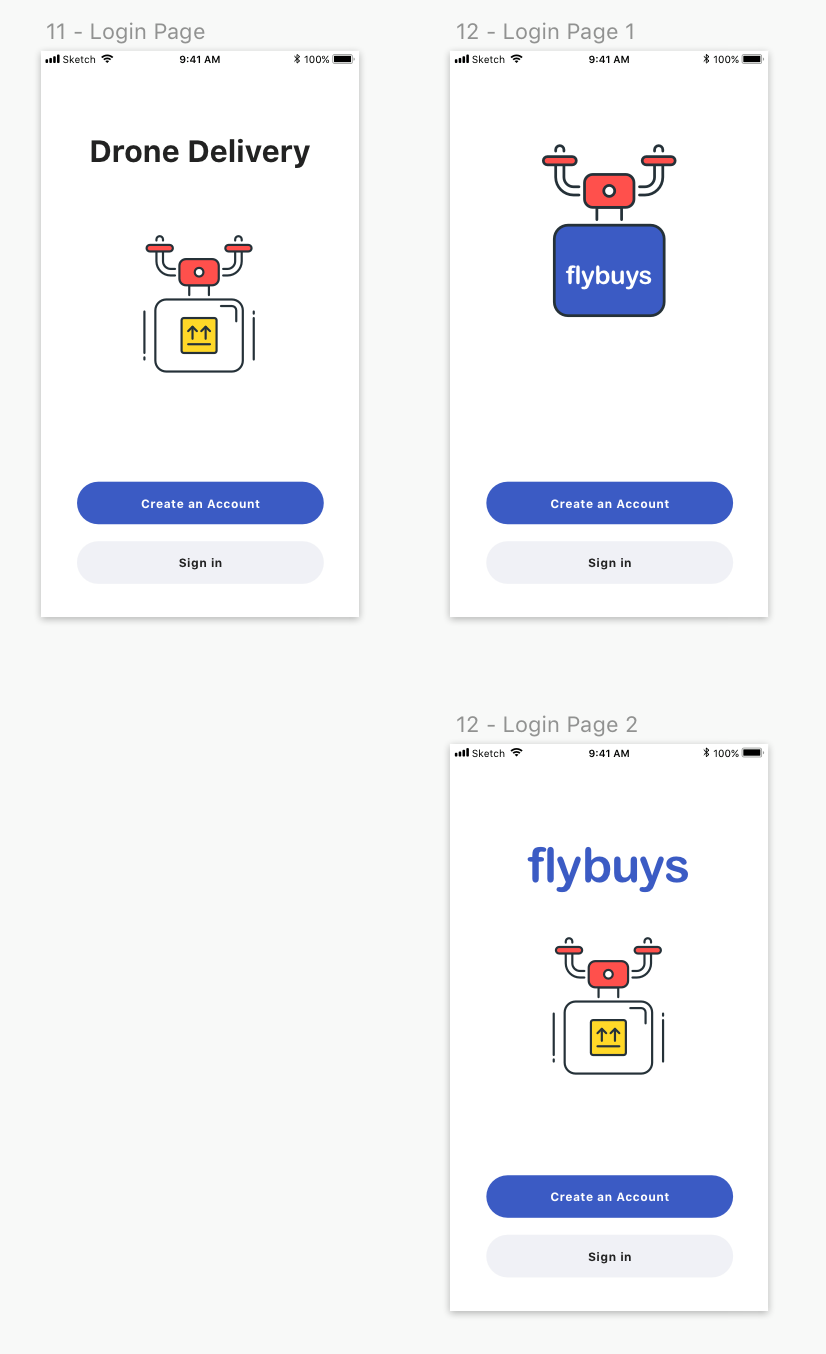 11 - Login Page
Sketch 9:41 AM 100%
Drone Delivery
Create an Account
Sign in
12 - Login Page 1
Sketch 9:41 AM 100%
flybuys
Create an Account
Sign in
12 - Login Page 2
Sketch 9:41 AM 100%
flybuys
Create an Account
Sign in